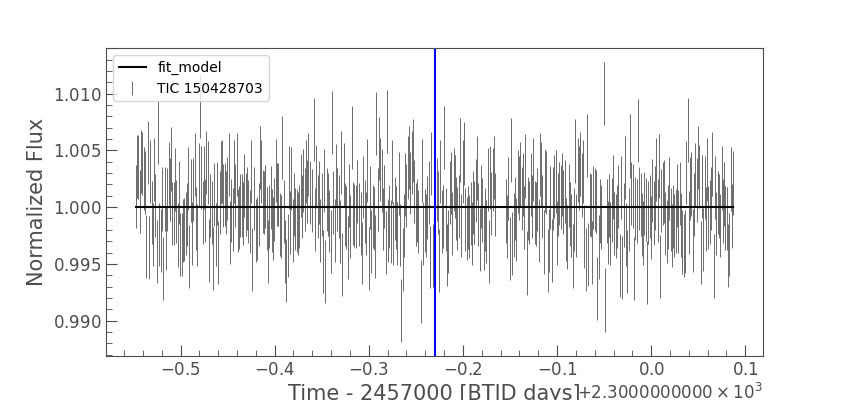 fit_model
TIC 150428703
1.010
1.005
1.000
0.995
0.990
Normalized Flux
−0.5 −0.4 −0.3 −0.2 −0.1 0.0 0.1
Time - 2457000 [BTJD days]
+2.3000000000 × 10³